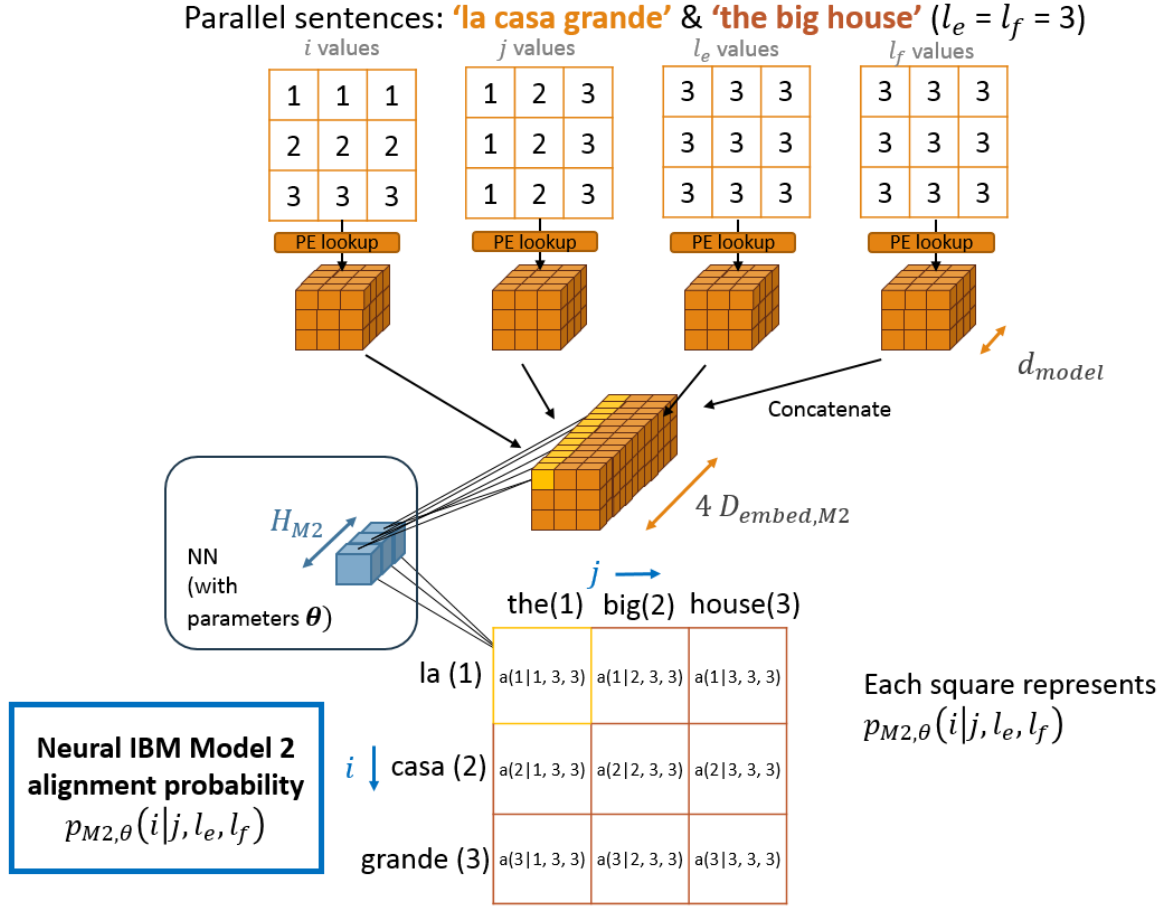 Parallel sentences: 'la casa grande' & 'the big house' (l_e = l_f = 3)
i values j values l_e values l_f values
1 1 1 1 2 3 3 3 3 3 3 3
2 2 2 1 2 3 3 3 3 3 3 3
3 3 3 1 2 3 3 3 3 3 3 3
PE lookup PE lookup PE lookup PE lookup
d_model
Concatenate
4 D_embed,M2
H_M2
NN
(with
parameters θ)
j
the(1) big(2) house(3)
la (1) a(1|1, 3, 3) a(1|2, 3, 3) a(1|3, 3, 3)
i casa (2) a(2|1, 3, 3) a(2|2, 3, 3) a(2|3, 3, 3)
grande (3) a(3|1, 3, 3) a(3|2, 3, 3) a(3|3, 3, 3)
Each square represents
p_M2,θ(i|j, l_e, l_f)
Neural IBM Model 2
alignment probability
p_M2,θ(i|j, l_e, l_f)